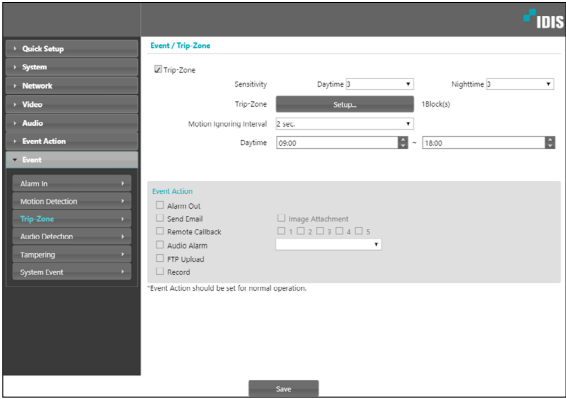 IDIS
Quick Setup
System
Network
Video
Audio
Event Action
Event
Alarm In
Motion Detection
Trip-Zone
Audio Detection
Tampering
System Event
Event / Trip-Zone
Trip-Zone
Sensitivity Daytime 3 Nighttime 3
Trip-Zone Setup... 1Block(s)
Motion Ignoring Interval 2 sec.
Daytime 09:00 ~ 18:00
Event Action
Alarm Out
Send Email Image Attachment
Remote Callback 1 2 3 4 5
Audio Alarm
FTP Upload
Record
*Event Action should be set for normal operation.
Save